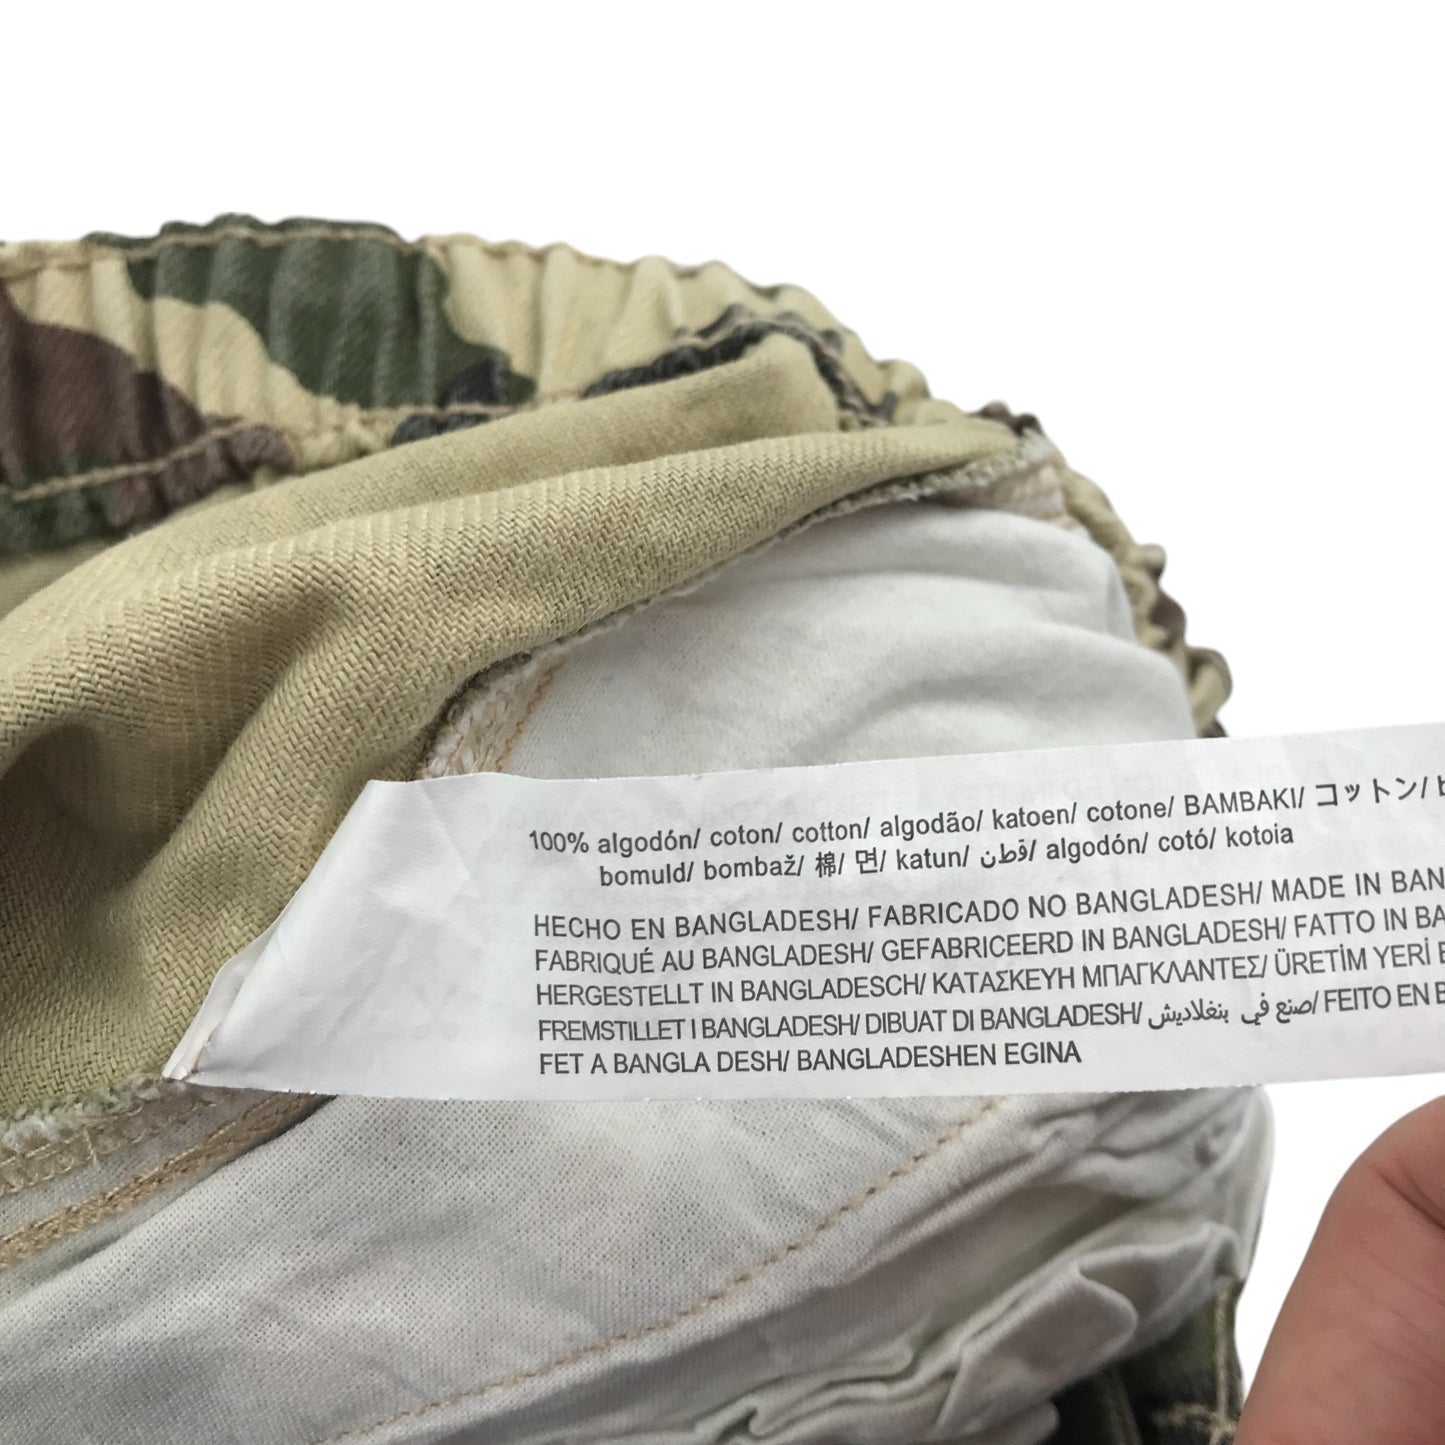 100% algodón/ coton/ cotton/ algodão/ katoen/ cotone/ BAMBAKI/ コットン/
bomuld/ bombaž/ 棉/ 면/ katun/ قطن/ algodón/ cotó/ kotoia
HECHO EN BANGLADESH/ FABRICADO NO BANGLADESH/ MADE IN BAN
FABRIQUÉ AU BANGLADESH/ GEFABRICEERD IN BANGLADESH/ FATTO IN BA
HERGESTELLT IN BANGLADESCH/ ΚΑΤΑΣΚΕΥΗ ΜΠΑΓΚΛΑΝΤΕΣ/ ÜRETİM YERİ
FREMSTILLET I BANGLADESH/ DIBUAT DI BANGLADESH/ صنع في بنغلاديش/ FEITO EN B
FET A BANGLA DESH/ BANGLADESHEN EGINA